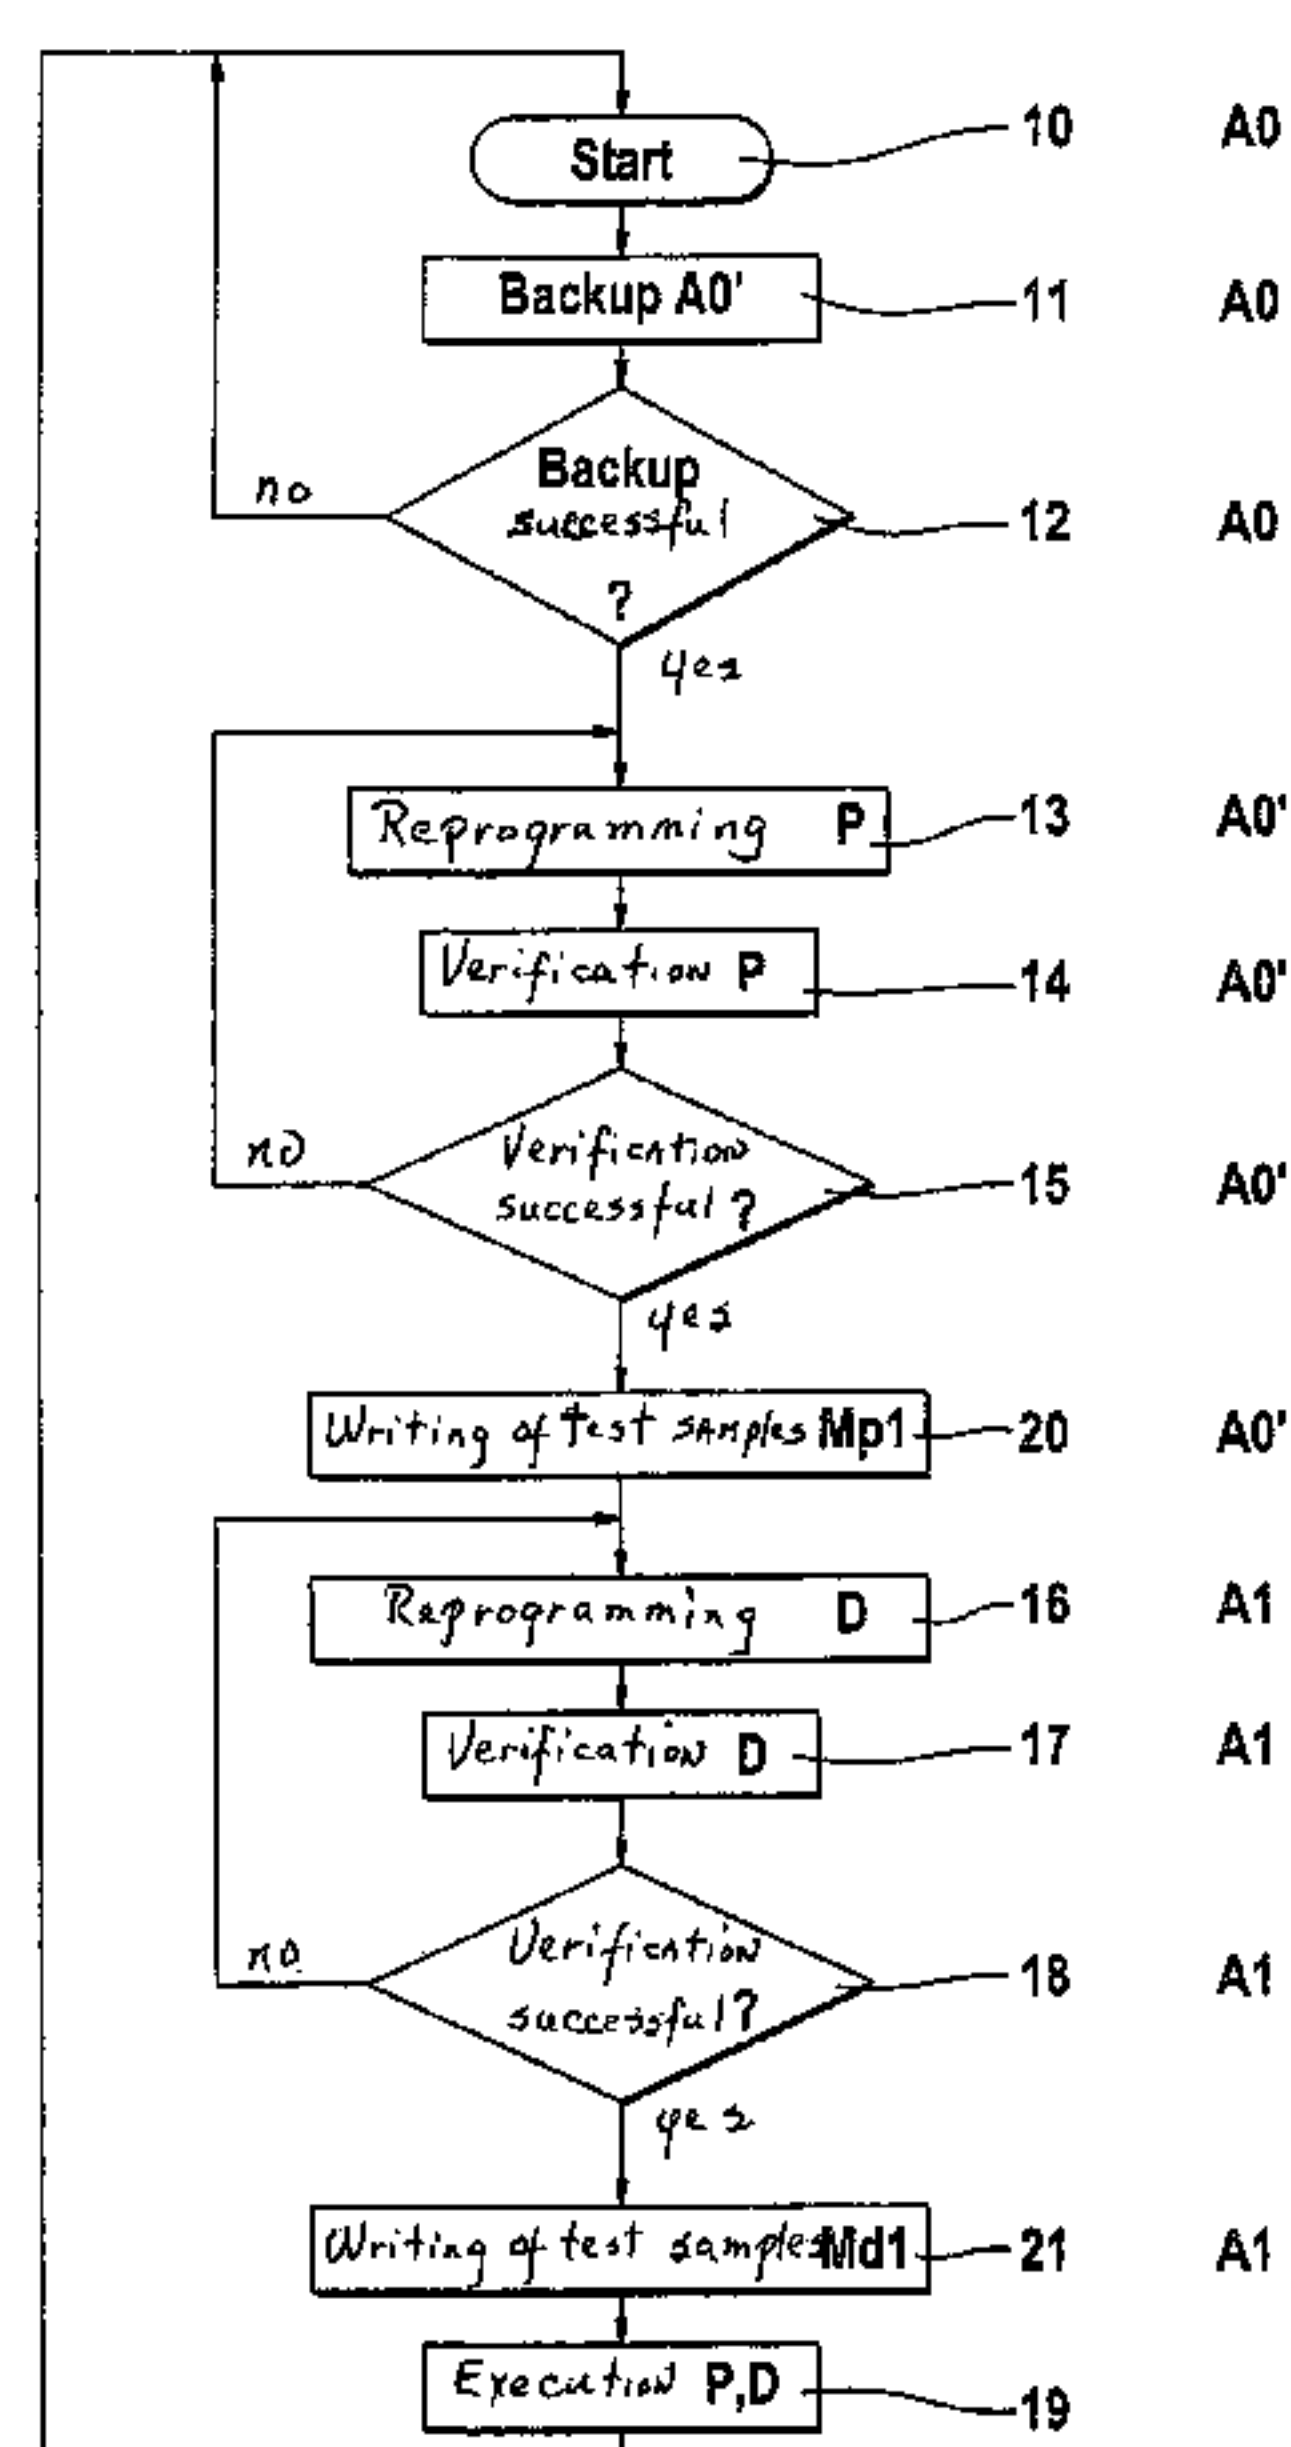 Start 10 A0
Backup A0' 11 A0
Backup
no successful 12 A0
?
yes
Reprogramming P 13 A0'
Verification P 14 A0'
no Verification
successful? 15 A0'
yes
Writing of test samples Mp1 20 A0'
Reprogramming D 16 A1
Verification D 17 A1
no Verification
successful? 18 A1
yes
Writing of test samples Md1 21 A1
Execution P,D 19